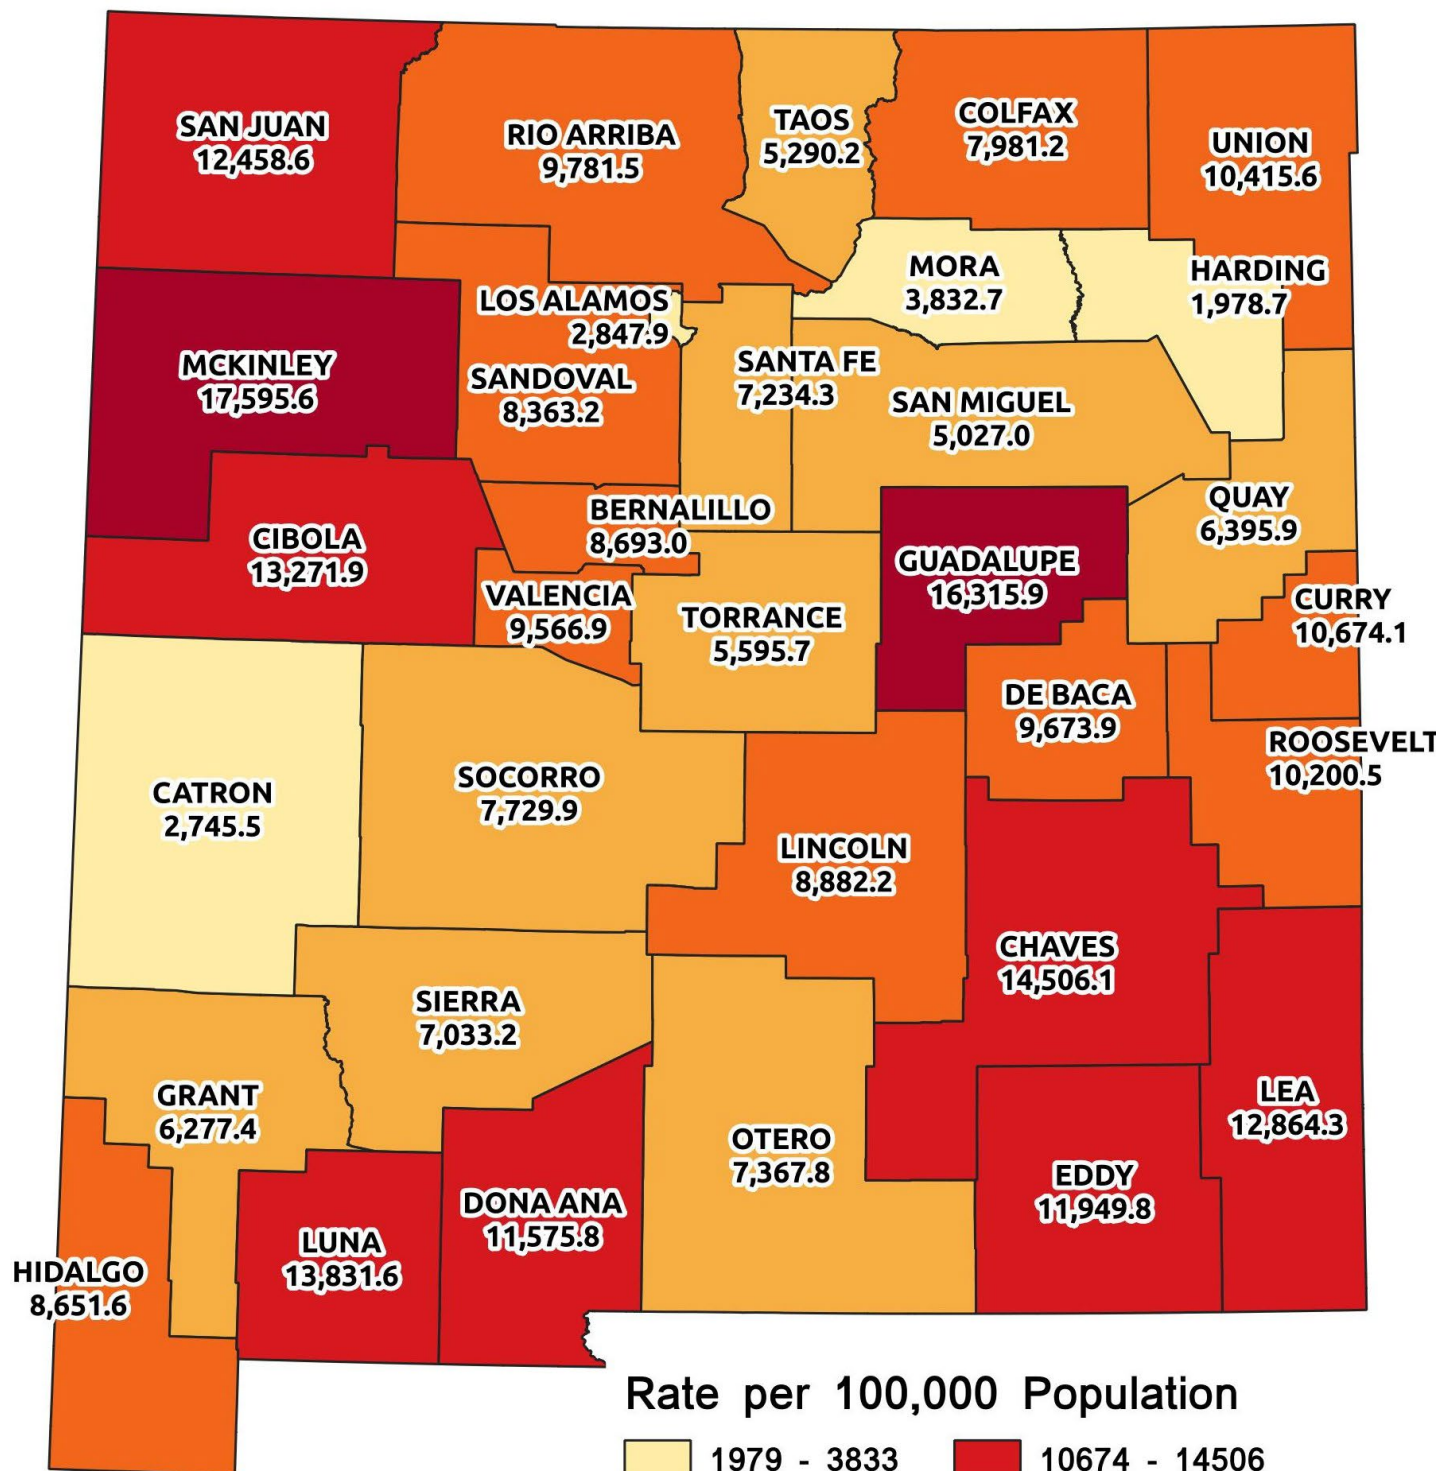 SAN JUAN
12,458.6
RIO ARRIBA
9,781.5
TAOS
5,290.2
COLFAX
7,981.2
UNION
10,415.6
MORA
3,832.7
HARDING
1,978.7
LOS ALAMOS
2,847.9
MCKINLEY
17,595.6
SANDOVAL
8,363.2
SANTA FE
7,234.3
SAN MIGUEL
5,027.0
QUAY
6,395.9
BERNALILLO
8,693.0
CIBOLA
13,271.9
GUADALUPE
16,315.9
VALENCIA
9,566.9
TORRANCE
5,595.7
CURRY
10,674.1
DE BACA
9,673.9
ROOSEVELT
10,200.5
CATRON
2,745.5
SOCORRO
7,729.9
LINCOLN
8,882.2
CHAVES
14,506.1
SIERRA
7,033.2
GRANT
6,277.4
LEA
12,864.3
OTERO
7,367.8
EDDY
11,949.8
DONA ANA
11,575.8
LUNA
13,831.6
HIDALGO
8,651.6
Rate per 100,000 Population
1979 - 3833
10674 - 14506